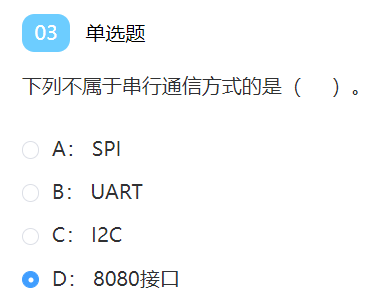 03 单选题
下列不属于串行通信方式的是（ ）。
A： SPI
B： UART
C： I2C
D： 8080接口